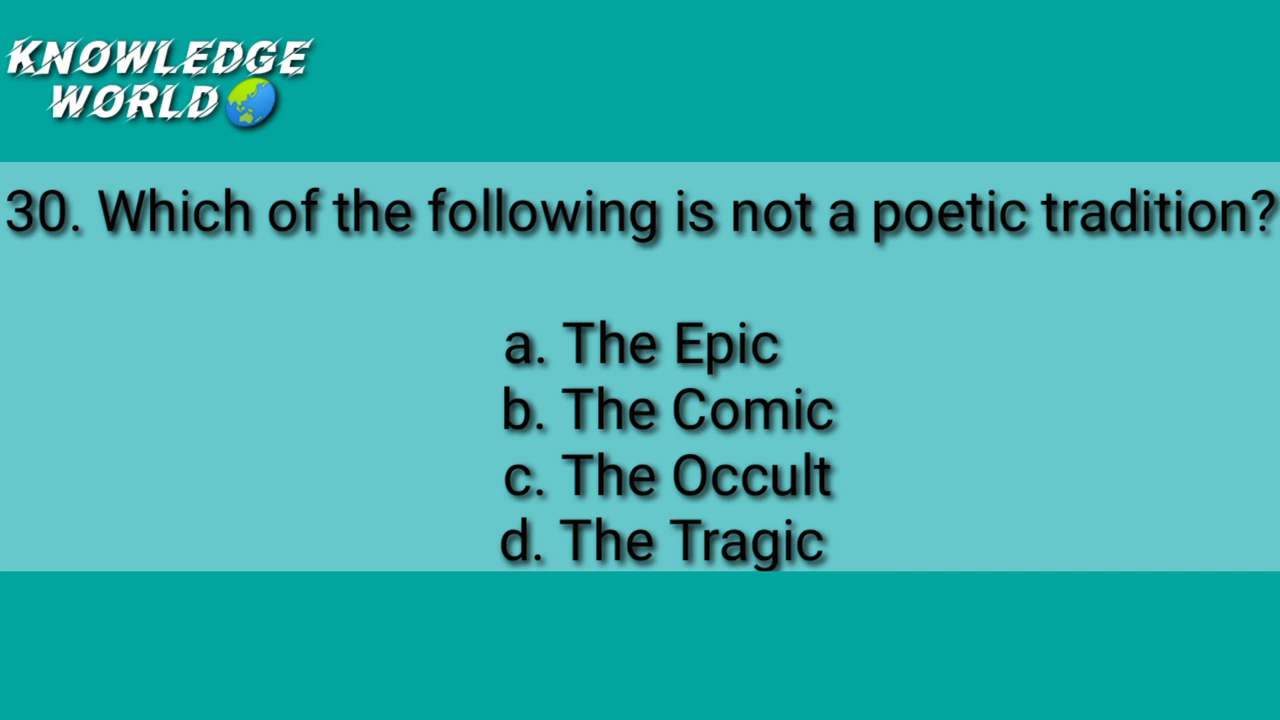 KNOWLEDGE
WORLD
30. Which of the following is not a poetic tradition?
a. The Epic
b. The Comic
c. The Occult
d. The Tragic